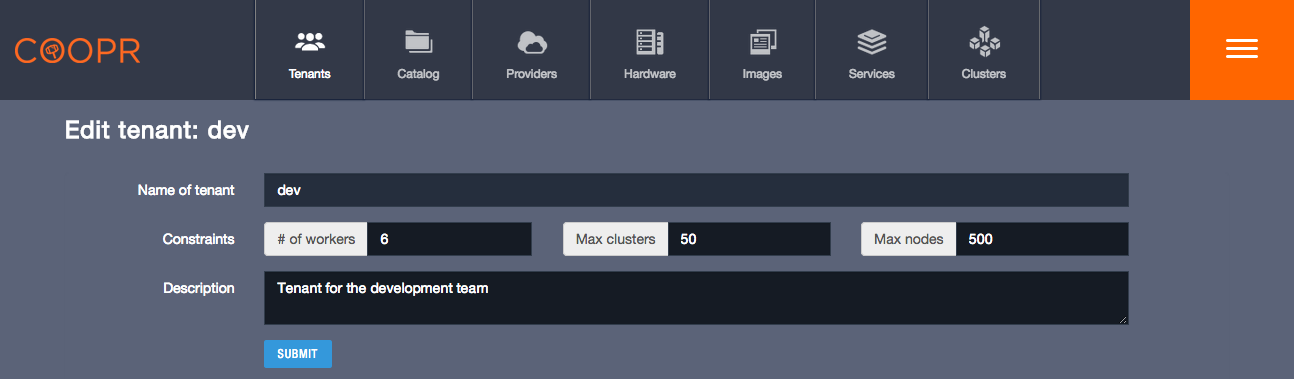 COOPR
Tenants Catalog Providers Hardware Images Services Clusters
Edit tenant: dev
Name of tenant dev
Constraints # of workers 6 Max clusters 50 Max nodes 500
Description Tenant for the development team
SUBMIT